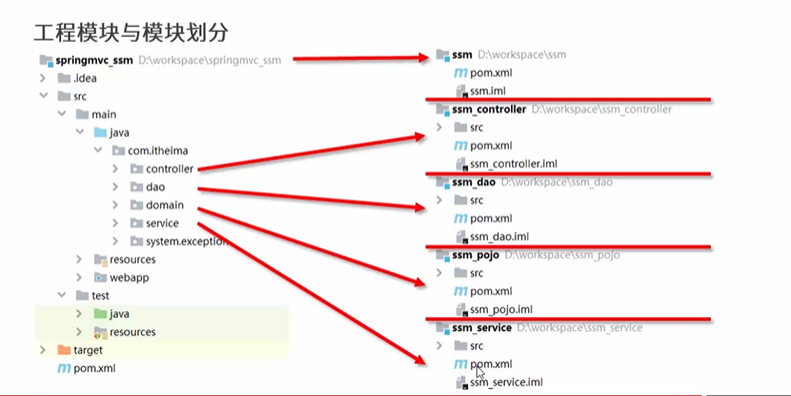 工程模块与模块划分
springmvc_ssm D:\workspace\springmvc_ssm
.idea
src
main
java
com.itheima
controller
dao
domain
service
system.exception
resources
webapp
test
java
resources
target
pom.xml
ssm D:\workspace\ssm
pom.xml
ssm.iml
ssm_controller D:\workspace\ssm_controller
src
pom.xml
ssm_controller.iml
ssm_dao D:\workspace\ssm_dao
src
pom.xml
ssm_dao.iml
ssm_pojo D:\workspace\ssm_pojo
src
pom.xml
ssm_pojo.iml
ssm_service D:\workspace\ssm_service
src
pom.xml
ssm_service.iml